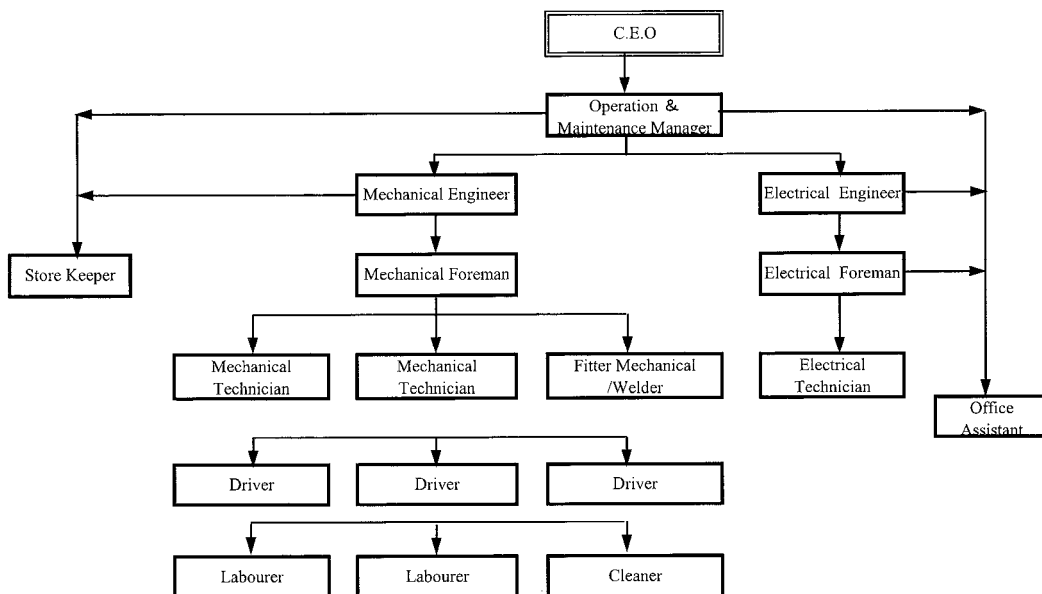 C.E.O
Operation &
Maintenance Manager
Mechanical Engineer
Electrical Engineer
Store Keeper
Mechanical Foreman
Electrical Foreman
Mechanical
Technician
Mechanical
Technician
Fitter Mechanical
/Welder
Electrical
Technician
Office
Assistant
Driver
Driver
Driver
Labourer
Labourer
Cleaner